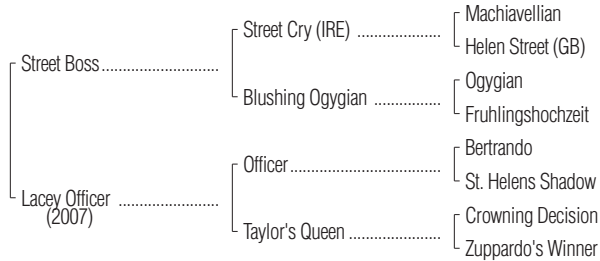 Machiavellian
Street Cry (IRE) ..................
Helen Street (GB)
Street Boss.........................
Ogygian
Blushing Ogygian ...............
Fruhlingshochzeit
Bertrando
Officer.................................
St. Helens Shadow
Lacey Officer .....................
(2007)
Crowning Decision
Taylor's Queen ....................
Zuppardo's Winner